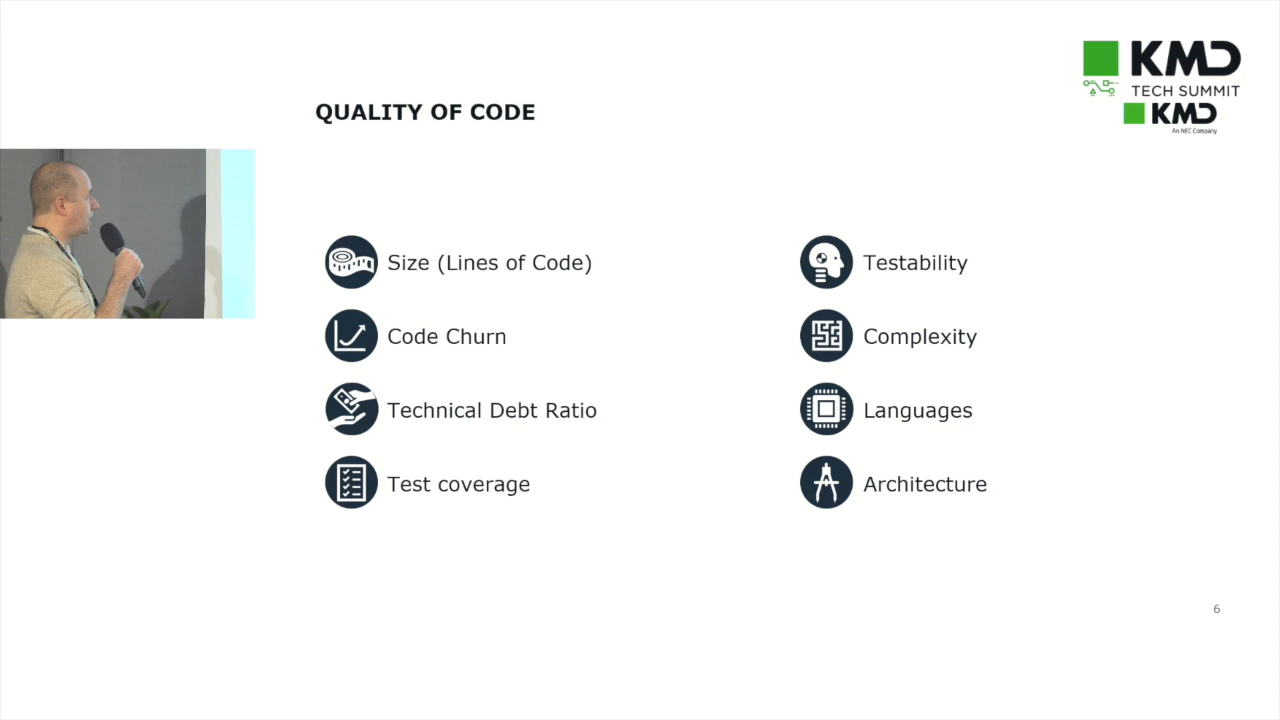 KMD
TECH SUMMIT
KMD
An NEC Company
QUALITY OF CODE
Size (Lines of Code)
Code Churn
Technical Debt Ratio
Test coverage
Testability
Complexity
Languages
Architecture
6